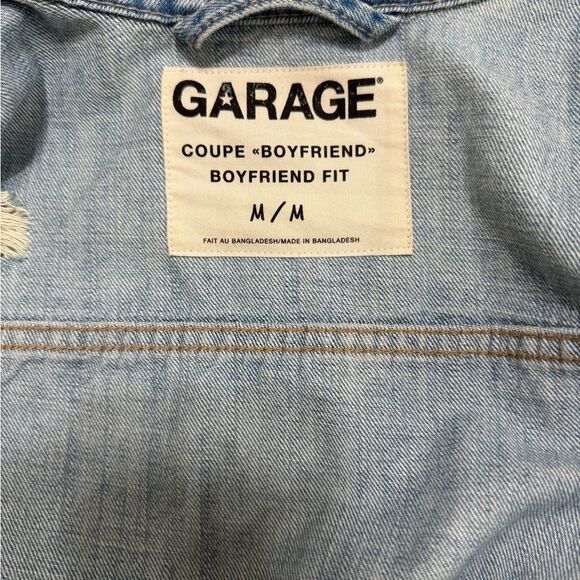 GARAGE®
COUPE «BOYFRIEND»
BOYFRIEND FIT
M/M
FAIT AU BANGLADESH/MADE IN BANGLADESH